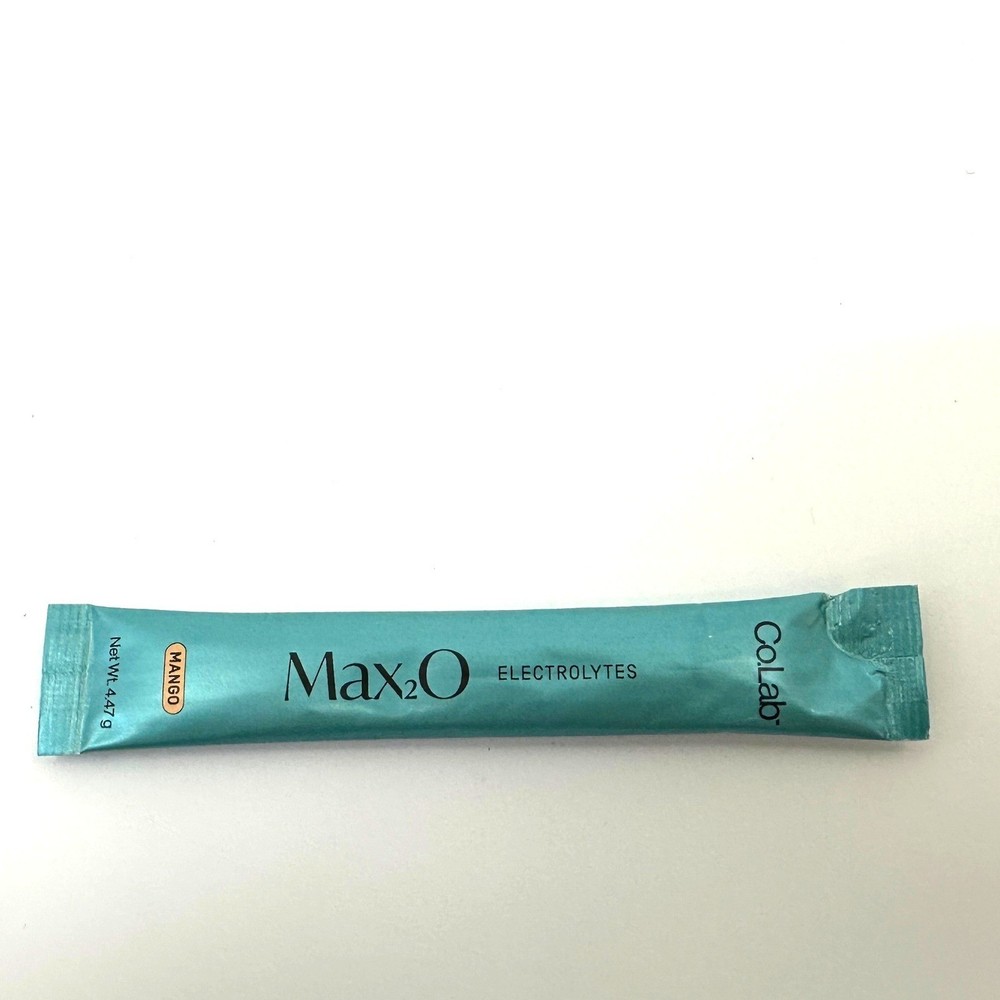 Co.Lab
Max₂O
ELECTROLYTES
MANGO
Net Wt. 4.47 g